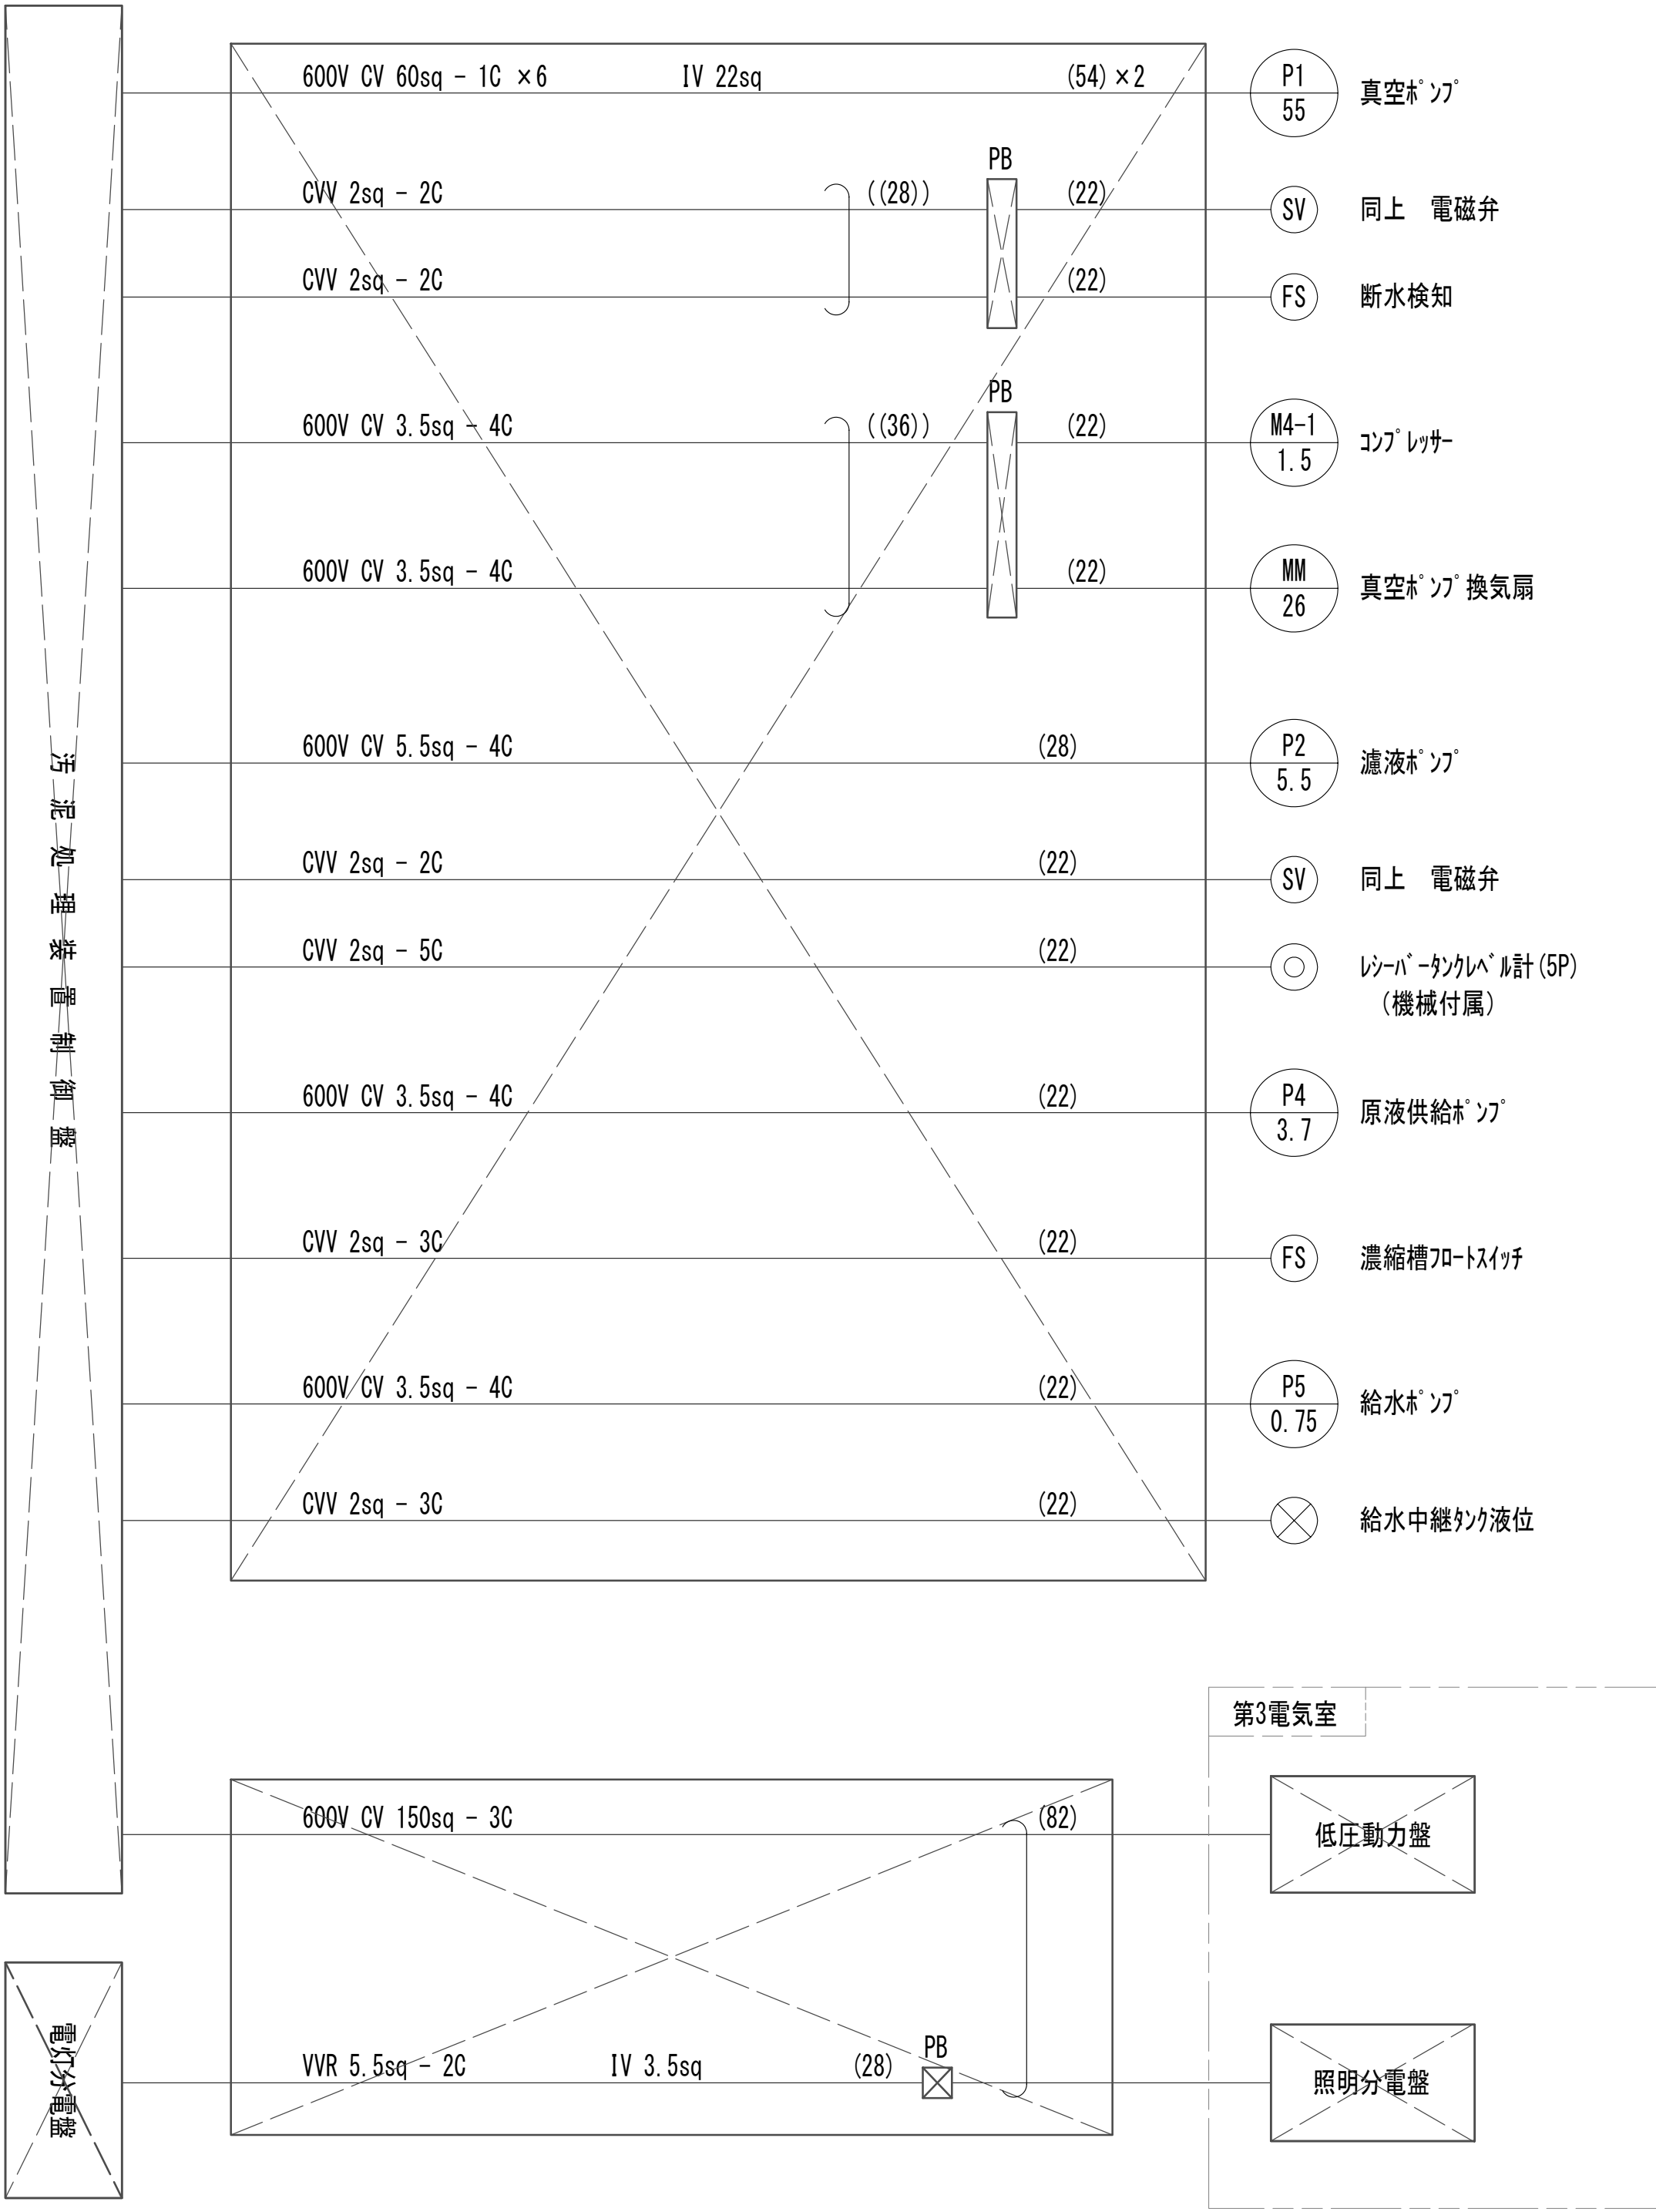 600V CV 60sq - 1C ×6 IV 22sq (54)×2 P1 55 真空ﾎﾟﾝﾌﾟ
PB
CVV 2sq - 2C ((28)) (22) SV 同上　電磁弁
CVV 2sq - 2C (22) FS 断水検知
PB
600V CV 3.5sq - 4C ((36)) (22) M4-1 1.5 ｺﾝﾌﾟﾚｯｻｰ
600V CV 3.5sq - 4C (22) MM 26 真空ﾎﾟﾝﾌﾟ換気扇
600V CV 5.5sq - 4C (28) P2 5.5 濾液ﾎﾟﾝﾌﾟ
CVV 2sq - 2C (22) SV 同上　電磁弁
CVV 2sq - 5C (22) ﾚｼｰﾊﾞｰﾀﾝｸﾚﾍﾞﾙ計(5P)
(機械付属)
600V CV 3.5sq - 4C (22) P4 3.7 原液供給ﾎﾟﾝﾌﾟ
CVV 2sq - 3C (22) FS 濃縮槽ﾌﾛｰﾄｽｲｯﾁ
600V CV 3.5sq - 4C (22) P5 0.75 給水ﾎﾟﾝﾌﾟ
CVV 2sq - 3C (22) 給水中継ﾀﾝｸ液位
汚泥処理装置制御盤
第3電気室
600V CV 150sq - 3C (82) 低圧動力盤
PB
VVR 5.5sq - 2C IV 3.5sq (28) 照明分電盤
電灯分電盤